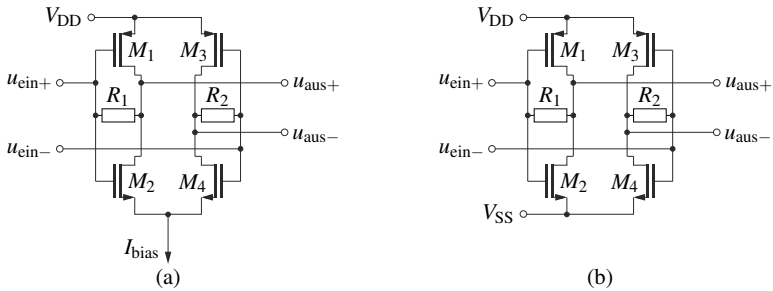 V_DD V_DD
M_1 M_3 M_1 M_3
u_ein+ u_aus+ u_ein+ u_aus+
R_1 R_2 R_1 R_2
u_aus− u_aus−
u_ein− u_ein−
M_2 M_4 M_2 M_4
V_SS
I_bias
(a) (b)